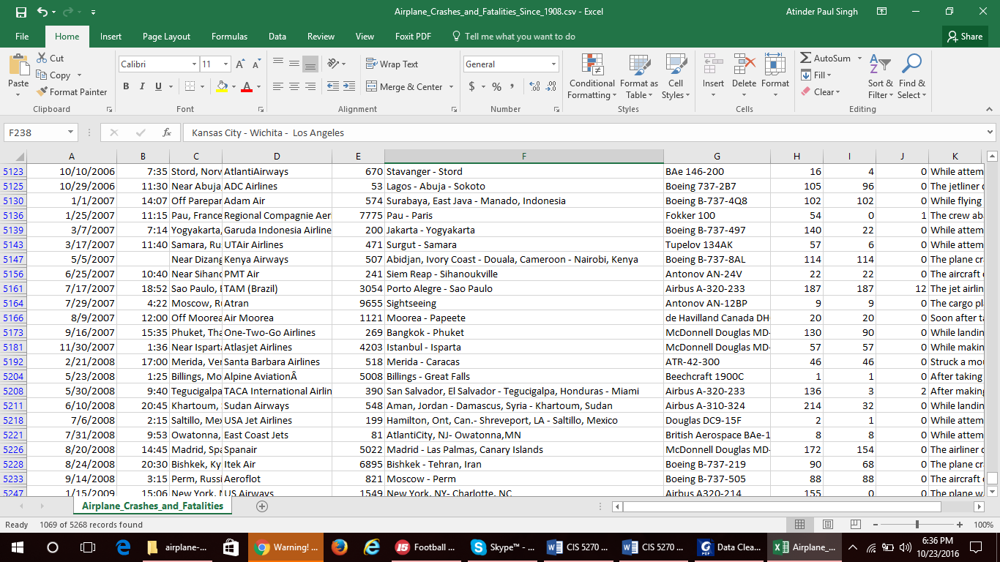 Airplane_Crashes_and_Fatalities_Since_1908.csv - Excel Atinder Paul Singh
File Home Insert Page Layout Formulas Data Review View Foxit PDF Tell me what you want to do Share
Paste Cut Copy Format Painter Clipboard
Calibri 11 A A B I U A Font
Wrap Text Merge & Center Alignment
General $ % , Number
Conditional Formatting Format as Table Cell Styles Styles
Insert Delete Format Cells
AutoSum Fill Clear Sort & Filter Find & Select Editing
F238 fx Kansas City - Wichita - Los Angeles
A B C D E F G H I J K
5123 10/10/2006 7:35 Stord, Norw AtlantiAirways 670 Stavanger - Stord BAe 146-200 16 4 0 While attem
5125 10/29/2006 11:30 Near Abuja ADC Airlines 53 Lagos - Abuja - Sokoto Boeing 737-2B7 105 96 0 The jetliner
5130 1/1/2007 14:07 Off Parepar Adam Air 574 Surabaya, East Java - Manado, Indonesia Boeing B-737-4Q8 102 102 0 While flying
5136 1/25/2007 11:15 Pau, France Regional Compagnie Aer 7775 Pau - Paris Fokker 100 54 0 1 The crew ab
5139 3/7/2007 7:14 Yogyakarta, Garuda Indonesia Airline 200 Jakarta - Yogyakarta Boeing B-737-497 140 22 0 While attem
5143 3/17/2007 11:40 Samara, Ru UTAir Airlines 471 Surgut - Samara Tupelov 134AK 57 6 0 While attem
5147 5/5/2007 Near Dizang Kenya Airways 507 Abidjan, Ivory Coast - Douala, Cameroon - Nairobi, Kenya Boeing B-737-8AL 114 114 0 The plane cr
5156 6/25/2007 10:40 Near Sihanc PMT Air 241 Siem Reap - Sihanoukville Antonov AN-24V 22 22 0 The aircraft
5161 7/17/2007 18:52 Sao Paulo, TAM (Brazil) 3054 Porto Alegre - Sao Paulo Airbus A-320-233 187 187 12 The jet airlin
5164 7/29/2007 4:22 Moscow, R Atran 9655 Sightseeing Antonov AN-12BP 9 9 0 The cargo pl
5166 8/9/2007 12:00 Off Moorea Air Moorea 1121 Moorea - Papeete de Havilland Canada DH 20 20 0 Soon after t
5173 9/16/2007 15:35 Phuket, Tha One-Two-Go Airlines 269 Bangkok - Phuket McDonnell Douglas MD- 130 90 0 While landin
5181 11/30/2007 1:36 Near Isparta Atlasjet Airlines 4203 Istanbul - Isparta McDonnell Douglas MD- 57 57 0 While makin
5192 2/21/2008 17:00 Merida, Ver Santa Barbara Airlines 518 Merida - Caracas ATR-42-300 46 46 0 Struck a mo
5204 5/23/2008 1:25 Billings, Mo Alpine AviationÂ 5008 Billings - Great Falls Beechcraft 1900C 1 1 0 After taking
5208 5/30/2008 9:40 Tegucigalpa TACA International Airlin 390 San Salvador, El Salvador - Tegucigalpa, Honduras - Miami Airbus A-320-233 136 3 2 After making
5211 6/10/2008 20:45 Khartoum, Sudan Airways 548 Aman, Jordan - Damascus, Syria - Khartoum, Sudan Airbus A-310-324 214 32 0 While landin
5218 7/6/2008 2:15 Saltillo, Mex USA Jet Airlines 199 Hamilton, Ont, Can.- Shreveport, LA - Saltillo, Mexico Douglas DC9-15F 2 1 0 While attem
5221 7/31/2008 9:53 Owatonna, East Coast Jets 81 AtlantiCity, NJ- Owatonna,MN British Aerospace BAe-1 8 8 0 While attem
5226 8/20/2008 14:45 Madrid, Spa Spanair 5022 Madrid - Las Palmas, Canary Islands McDonnell Douglas MD- 172 154 0 The airliner
5228 8/24/2008 20:30 Bishkek, Ky Itek Air 6895 Bishkek - Tehran, Iran Boeing B-737-219 90 68 0 The plane cr
5233 9/14/2008 3:15 Perm, Russi Aeroflot 821 Moscow - Perm Boeing B-737-505 88 88 0 The aircraft
5247 1/15/2009 15:06 New York, US Airways 1549 New York, NY- Charlotte, NC Airbus A320-214 155 0 0 The plane w
Airplane_Crashes_and_Fatalities
Ready 1069 of 5268 records found 100%
airplane-... Warning! ... Football ... Skype™ - ... CIS 5270 ... CIS 5270 ... Data Clea... Airplane_... 6:36 PM
10/23/2016